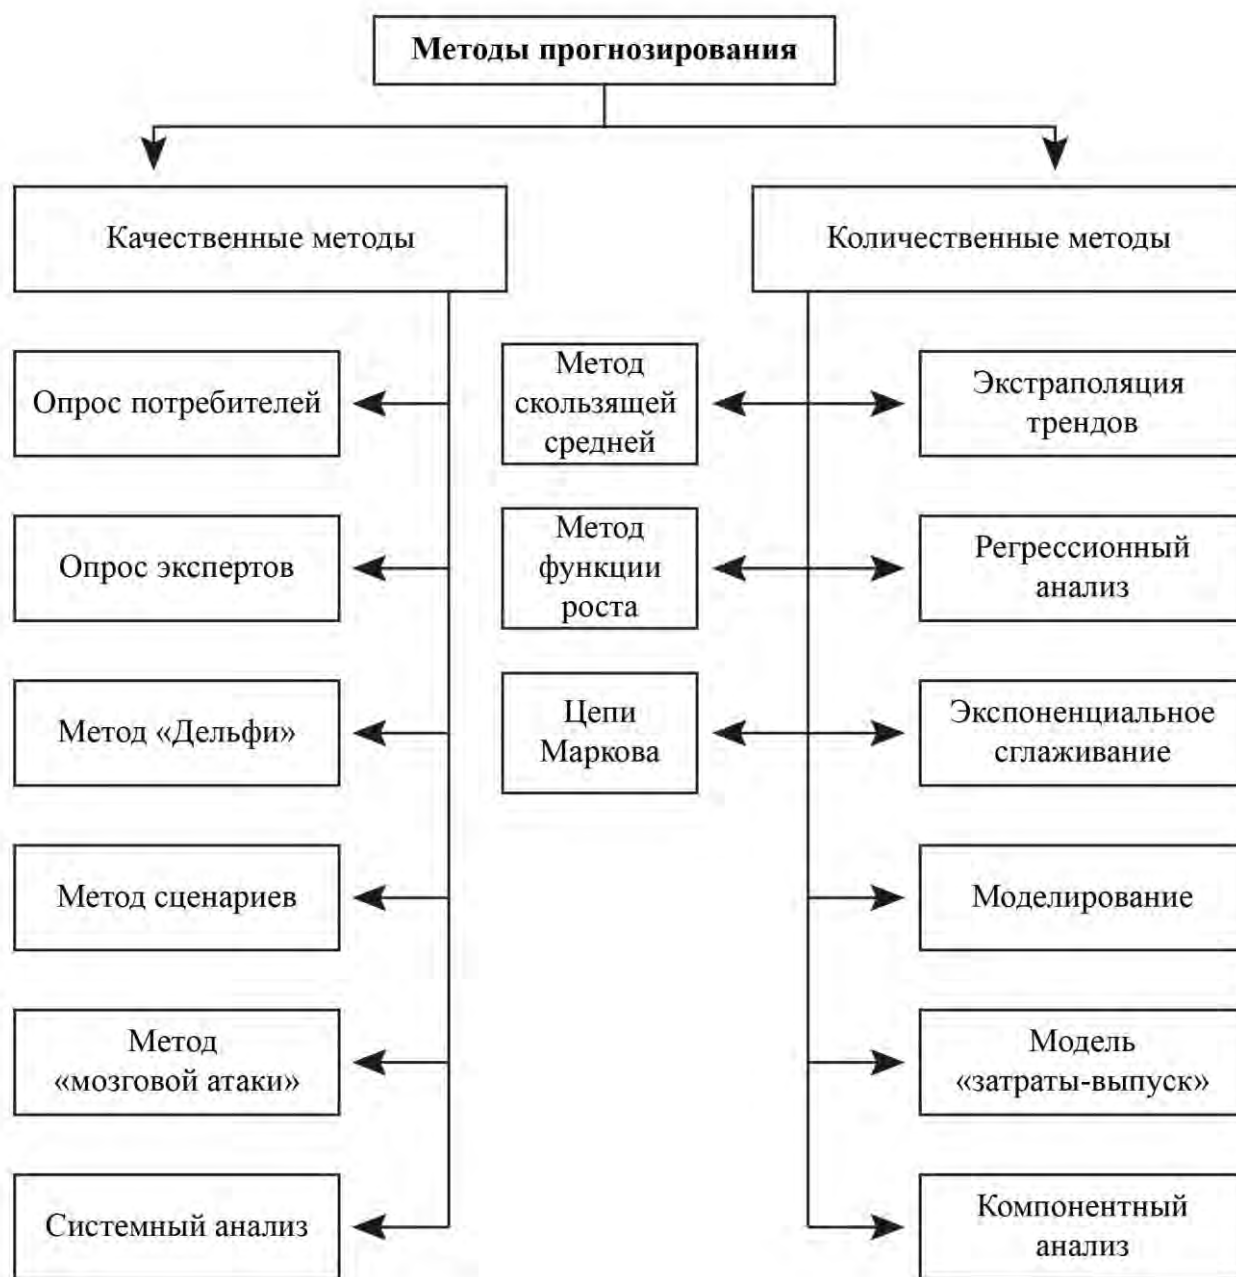 Методы прогнозирования
Качественные методы
Количественные методы
Опрос потребителей
Метод
скользящей
средней
Экстраполяция
трендов
Опрос экспертов
Метод
функции
роста
Регрессионный
анализ
Метод «Дельфи»
Цепи
Маркова
Экспоненциальное
сглаживание
Метод сценариев
Моделирование
Метод
«мозговой атаки»
Модель
«затраты-выпуск»
Системный анализ
Компонентный
анализ